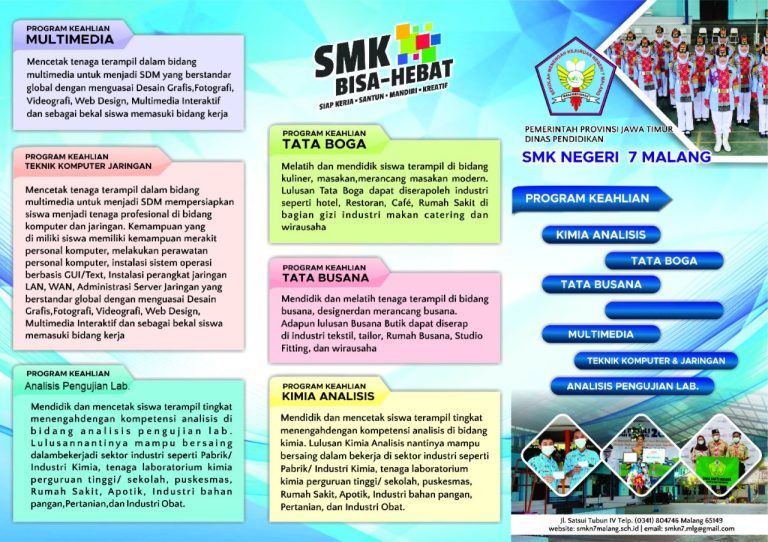 PROGRAM KEAHLIAN
MULTIMEDIA
Mencetak tenaga terampil dalam bidang
multimedia untuk menjadi SDM yang berstandar
global dengan menguasai Desain Grafis,Fotografi,
Videografi, Web Design, Multimedia Interaktif
dan sebagai bekal siswa memasuki bidang kerja
PROGRAM KEAHLIAN
TEKNIK KOMPUTER JARINGAN
Mencetak tenaga terampil dalam bidang
multimedia untuk menjadi SDM mempersiapkan
siswa menjadi tenaga profesional di bidang
komputer dan jaringan. Kemampuan yang
di miliki siswa memiliki kemampuan merakit
personal komputer, melakukan perawatan
personal komputer, instalasi sistem operasi
berbasis GUI/Text, Instalasi perangkat jaringan
LAN, WAN, Administrasi Server Jaringan yang
berstandar global dengan menguasai Desain
Grafis,Fotografi, Videografi, Web Design,
Multimedia Interaktif dan sebagai bekal siswa
memasuki bidang kerja
PROGRAM KEAHLIAN
Analisis Pengujian Lab.
Mendidik dan mencetak siswa terampil tingkat
menengahdengan kompetensi analisis di
bidang analisis pengujian lab.
Lulusannantinya mampu bersaing
dalambekerjadi sektor industri seperti Pabrik/
Industri Kimia, tenaga laboratorium kimia
perguruan tinggi/ sekolah, puskesmas,
Rumah Sakit, Apotik, Industri bahan
pangan,Pertanian,dan Industri Obat.
SMK
BISA-HEBAT
SIAP KERJA • SANTUN • MANDIRI • KREATIF
PROGRAM KEAHLIAN
TATA BOGA
Melatih dan mendidik siswa terampil di bidang
kuliner, masakan,merancang masakan modern.
Lulusan Tata Boga dapat diserapoleh industri
seperti hotel, Restoran, Café, Rumah Sakit di
bagian gizi industri makan catering dan
wirausaha
PROGRAM KEAHLIAN
TATA BUSANA
Mendidik dan melatih tenaga terampil di bidang
busana, designerdan merancang busana.
Adapun lulusan Busana Butik dapat diserap
di industri tekstil, tailor, Rumah Busana, Studio
Fitting, dan wirausaha
PROGRAM KEAHLIAN
KIMIA ANALISIS
Mendidik dan mencetak siswa terampil tingkat
menengahdengan kompetensi analisis di bidang
kimia. Lulusan Kimia Analisis nantinya mampu
bersaing dalam bekerja di sektor industri seperti
Pabrik/ Industri Kimia, tenaga laboratorium
kimia perguruan tinggi/ sekolah, puskesmas,
Rumah Sakit, Apotik, Industri bahan pangan,
Pertanian, dan Industri Obat.
PEMERINTAH PROVINSI JAWA TIMUR
DINAS PENDIDIKAN
SMK NEGERI 7 MALANG
PROGRAM KEAHLIAN
KIMIA ANALISIS
TATA BOGA
TATA BUSANA
MULTIMEDIA
TEKNIK KOMPUTER & JARINGAN
ANALISIS PENGUJIAN LAB.
Jl. Satsui Tubun IV Telp. (0341) 804746 Malang 65149
website: smkn7malang.sch.id | email: smkn7.mlg@gmail.com